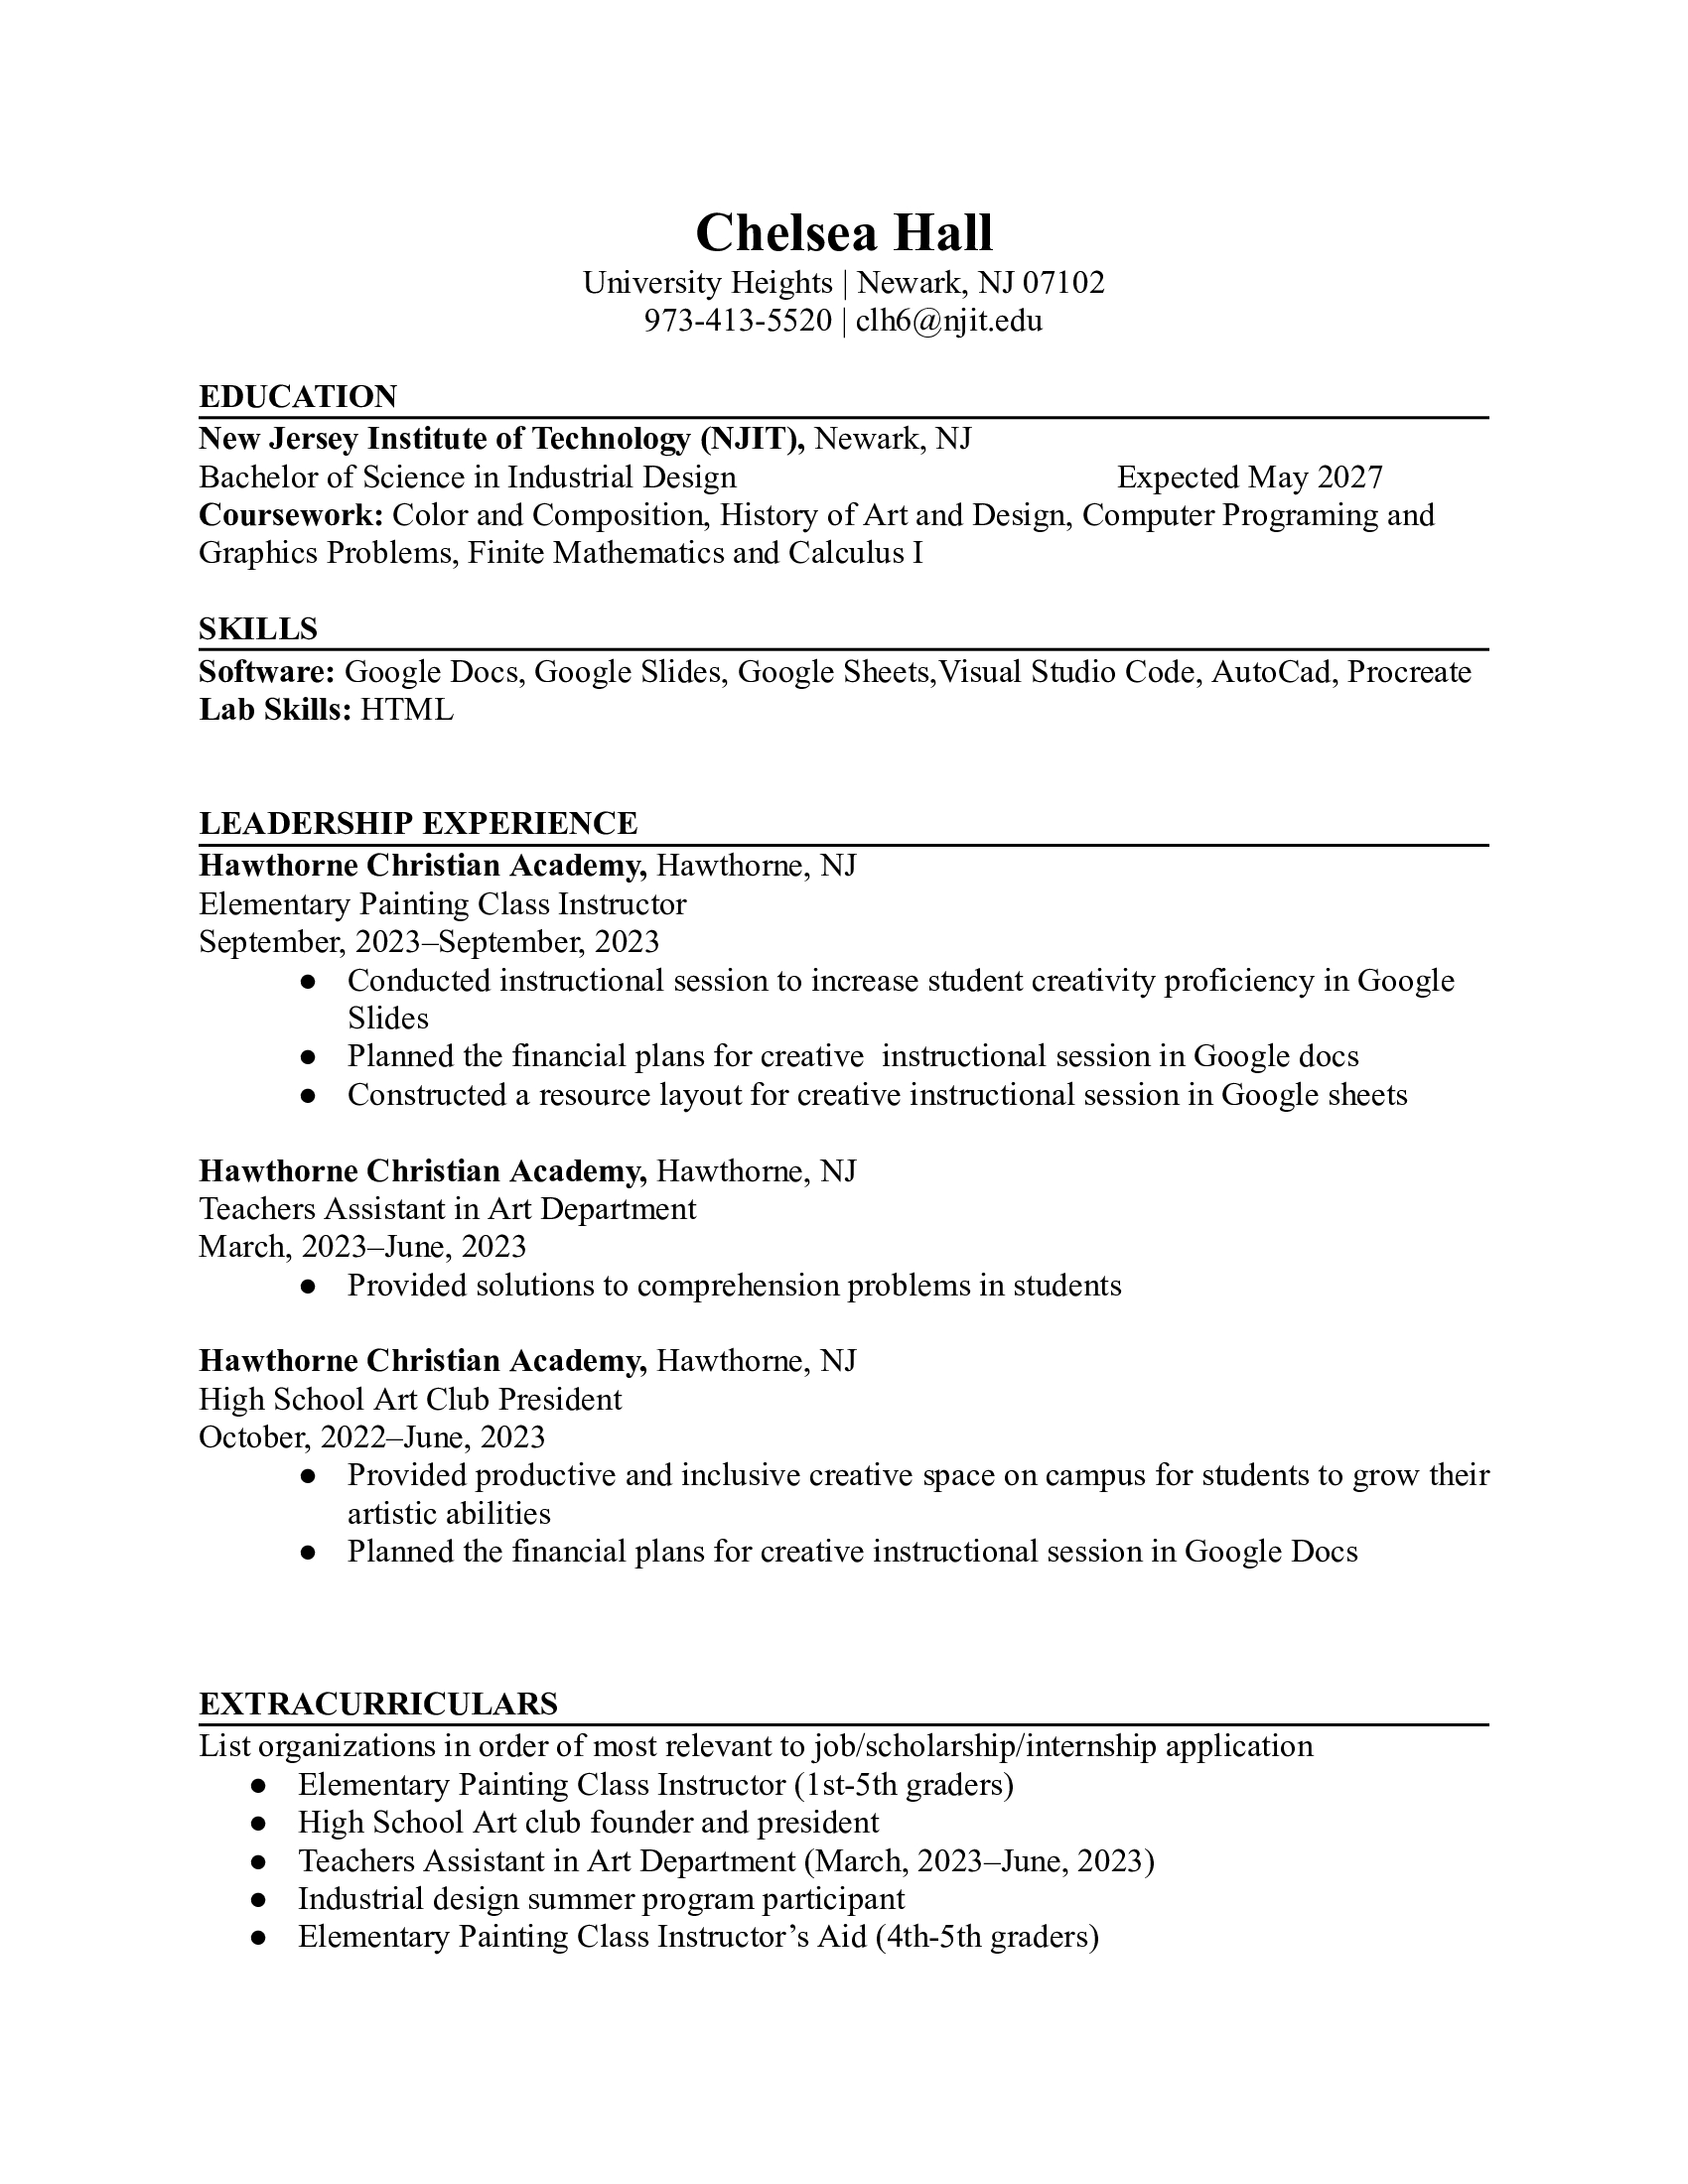 Chelsea Hall
University Heights | Newark, NJ 07102
973-413-5520 | clh6@njit.edu
EDUCATION
New Jersey Institute of Technology (NJIT), Newark, NJ
Bachelor of Science in Industrial Design Expected May 2027
Coursework: Color and Composition, History of Art and Design, Computer Programing and
Graphics Problems, Finite Mathematics and Calculus I
SKILLS
Software: Google Docs, Google Slides, Google Sheets,Visual Studio Code, AutoCad, Procreate
Lab Skills: HTML
LEADERSHIP EXPERIENCE
Hawthorne Christian Academy, Hawthorne, NJ
Elementary Painting Class Instructor
September, 2023–September, 2023
● Conducted instructional session to increase student creativity proficiency in Google
Slides
● Planned the financial plans for creative  instructional session in Google docs
● Constructed a resource layout for creative instructional session in Google sheets
Hawthorne Christian Academy, Hawthorne, NJ
Teachers Assistant in Art Department
March, 2023–June, 2023
● Provided solutions to comprehension problems in students
Hawthorne Christian Academy, Hawthorne, NJ
High School Art Club President
October, 2022–June, 2023
● Provided productive and inclusive creative space on campus for students to grow their
artistic abilities
● Planned the financial plans for creative instructional session in Google Docs
EXTRACURRICULARS
List organizations in order of most relevant to job/scholarship/internship application
● Elementary Painting Class Instructor (1st-5th graders)
● High School Art club founder and president
● Teachers Assistant in Art Department (March, 2023–June, 2023)
● Industrial design summer program participant
● Elementary Painting Class Instructor’s Aid (4th-5th graders)